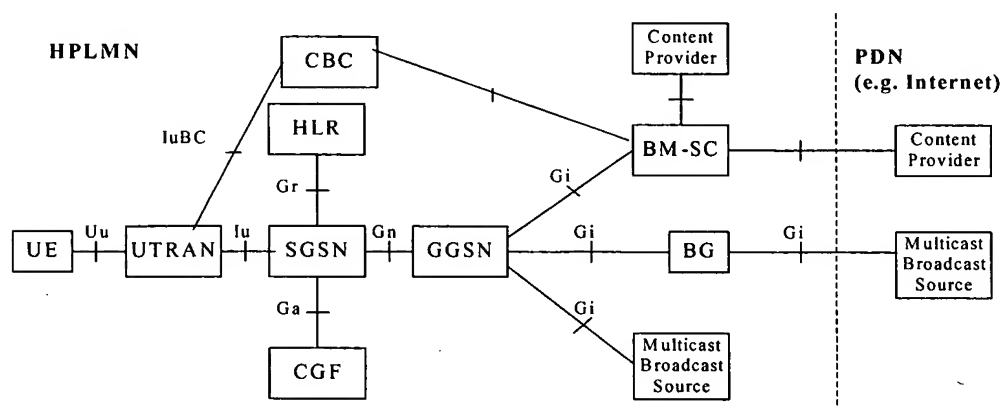 HPLMN
CBC
Content
Provider
PDN
(e.g. Internet)
IuBC
HLR
BM-SC
Content
Provider
Gr
Gi
UE
Uu
UTRAN
Iu
SGSN
Gn
GGSN
Gi
BG
Gi
Multicast
Broadcast
Source
Ga
Gi
CGF
Multicast
Broadcast
Source